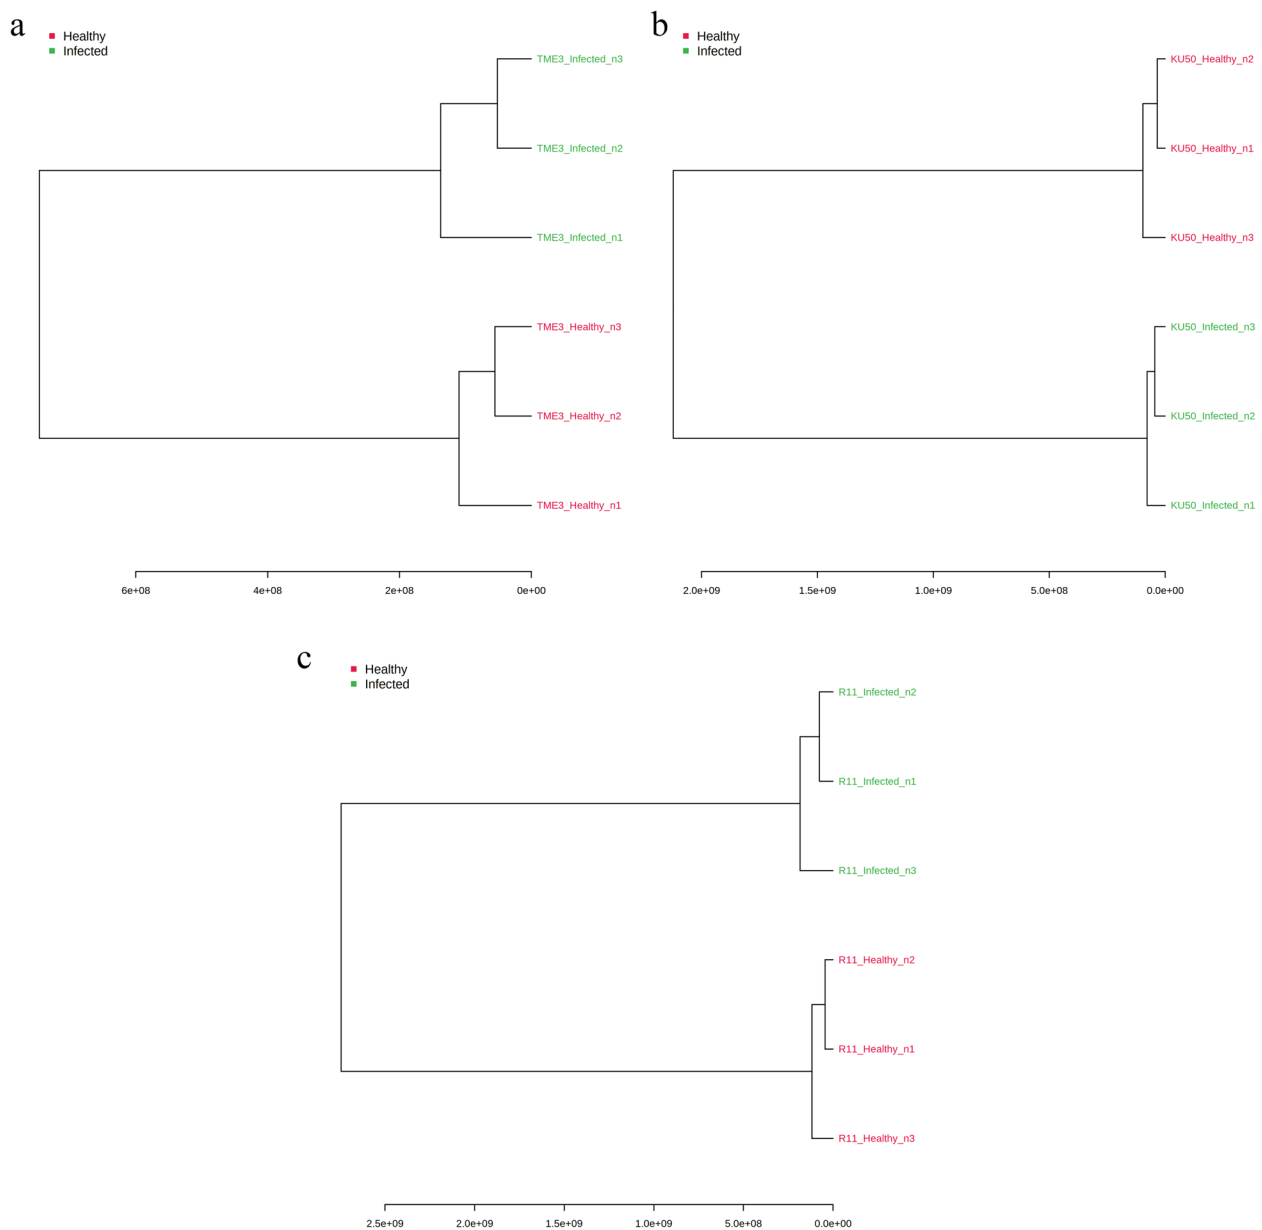 a
Healthy
Infected
TME3_Infected_n3
TME3_Infected_n2
TME3_Infected_n1
TME3_Healthy_n3
TME3_Healthy_n2
TME3_Healthy_n1
6e+08 4e+08 2e+08 0e+00
b
Healthy
Infected
KU50_Healthy_n2
KU50_Healthy_n1
KU50_Healthy_n3
KU50_Infected_n3
KU50_Infected_n2
KU50_Infected_n1
2.0e+09 1.5e+09 1.0e+09 5.0e+08 0.0e+00
c
Healthy
Infected
R11_Infected_n2
R11_Infected_n1
R11_Infected_n3
R11_Healthy_n2
R11_Healthy_n1
R11_Healthy_n3
2.5e+09 2.0e+09 1.5e+09 1.0e+09 5.0e+08 0.0e+00